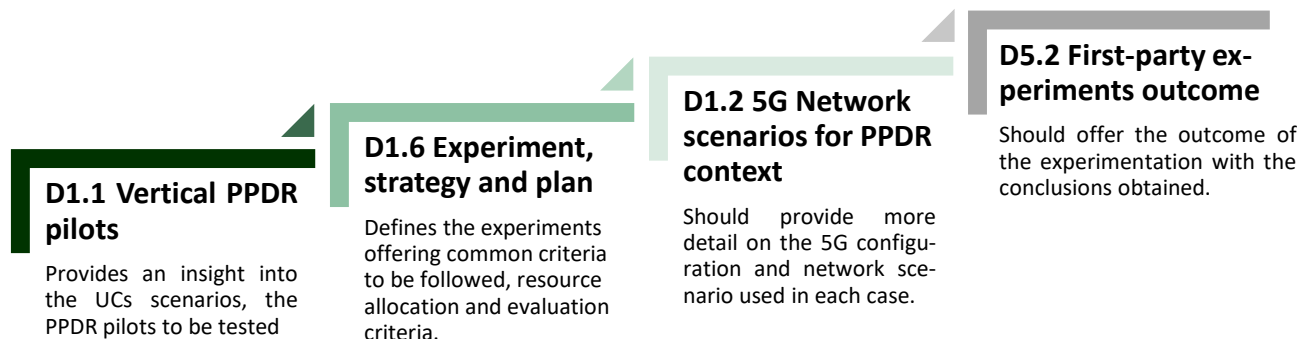 D1.1 Vertical PPDR
pilots
Provides an insight into
the UCs scenarios, the
PPDR pilots to be tested
D1.6 Experiment,
strategy and plan
Defines the experiments
offering common criteria
to be followed, resource
allocation and evaluation
criteria.
D1.2 5G Network
scenarios for PPDR
context
Should provide more
detail on the 5G configu-
ration and network sce-
nario used in each case.
D5.2 First-party ex-
periments outcome
Should offer the outcome of
the experimentation with the
conclusions obtained.